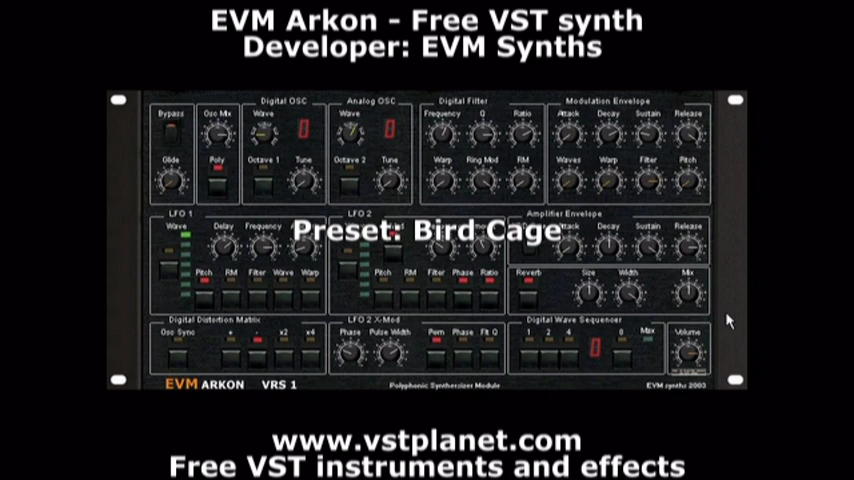 EVM Arkon - Free VST synth
Developer: EVM Synths
Digital OSC Analog OSC Digital Filter Modulation Envelope
Bypass Osc Mix Wave Wave Frequency Q Ratio Attack Decay Sustain Release
Glide Poly Octave 1 Tune Octave 2 Tune Warp Ring Mod RM Waves Warp Filter Pitch
LFO 1 LFO 2 Amplifier Envelope
Wave Delay Frequency Attack Decay Sustain Release
Preset: Bird Cage
Pitch RM Filter Wave Warp Pitch RM Filter Phase Ratio Reverb Size Width Mix
Digital Distortion Matrix LFO 2 X-Mod Digital Wave Sequencer
Osc Sync + - x2 x4 Phase Pulse Width Pwm Phase Flt Q 1 2 4 8 Max Volume
EVM ARKON VRS 1 Polyphonic Synthesizer Module EVM synths 2003
www.vstplanet.com
Free VST instruments and effects